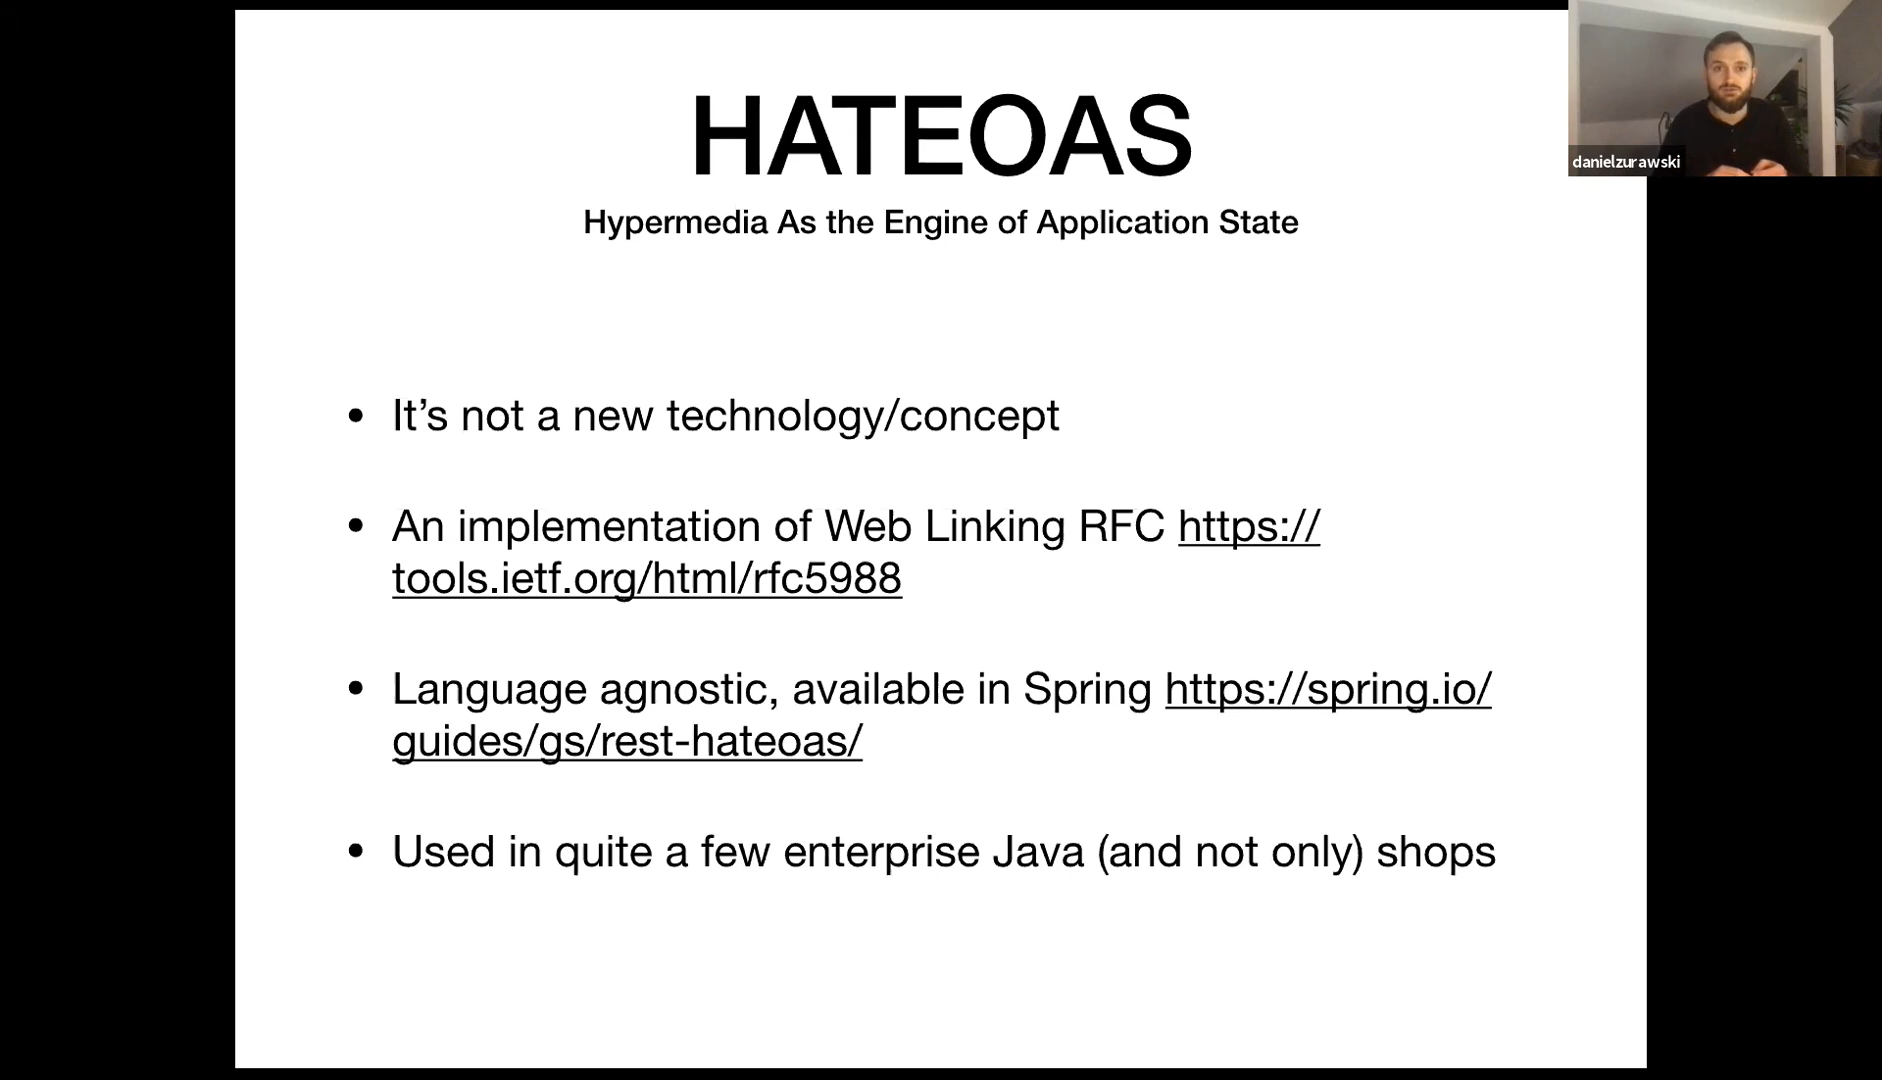 HATEOAS
Hypermedia As the Engine of Application State
• It’s not a new technology/concept
• An implementation of Web Linking RFC https://
tools.ietf.org/html/rfc5988
• Language agnostic, available in Spring https://spring.io/
guides/gs/rest-hateoas/
• Used in quite a few enterprise Java (and not only) shops
danielzurawski